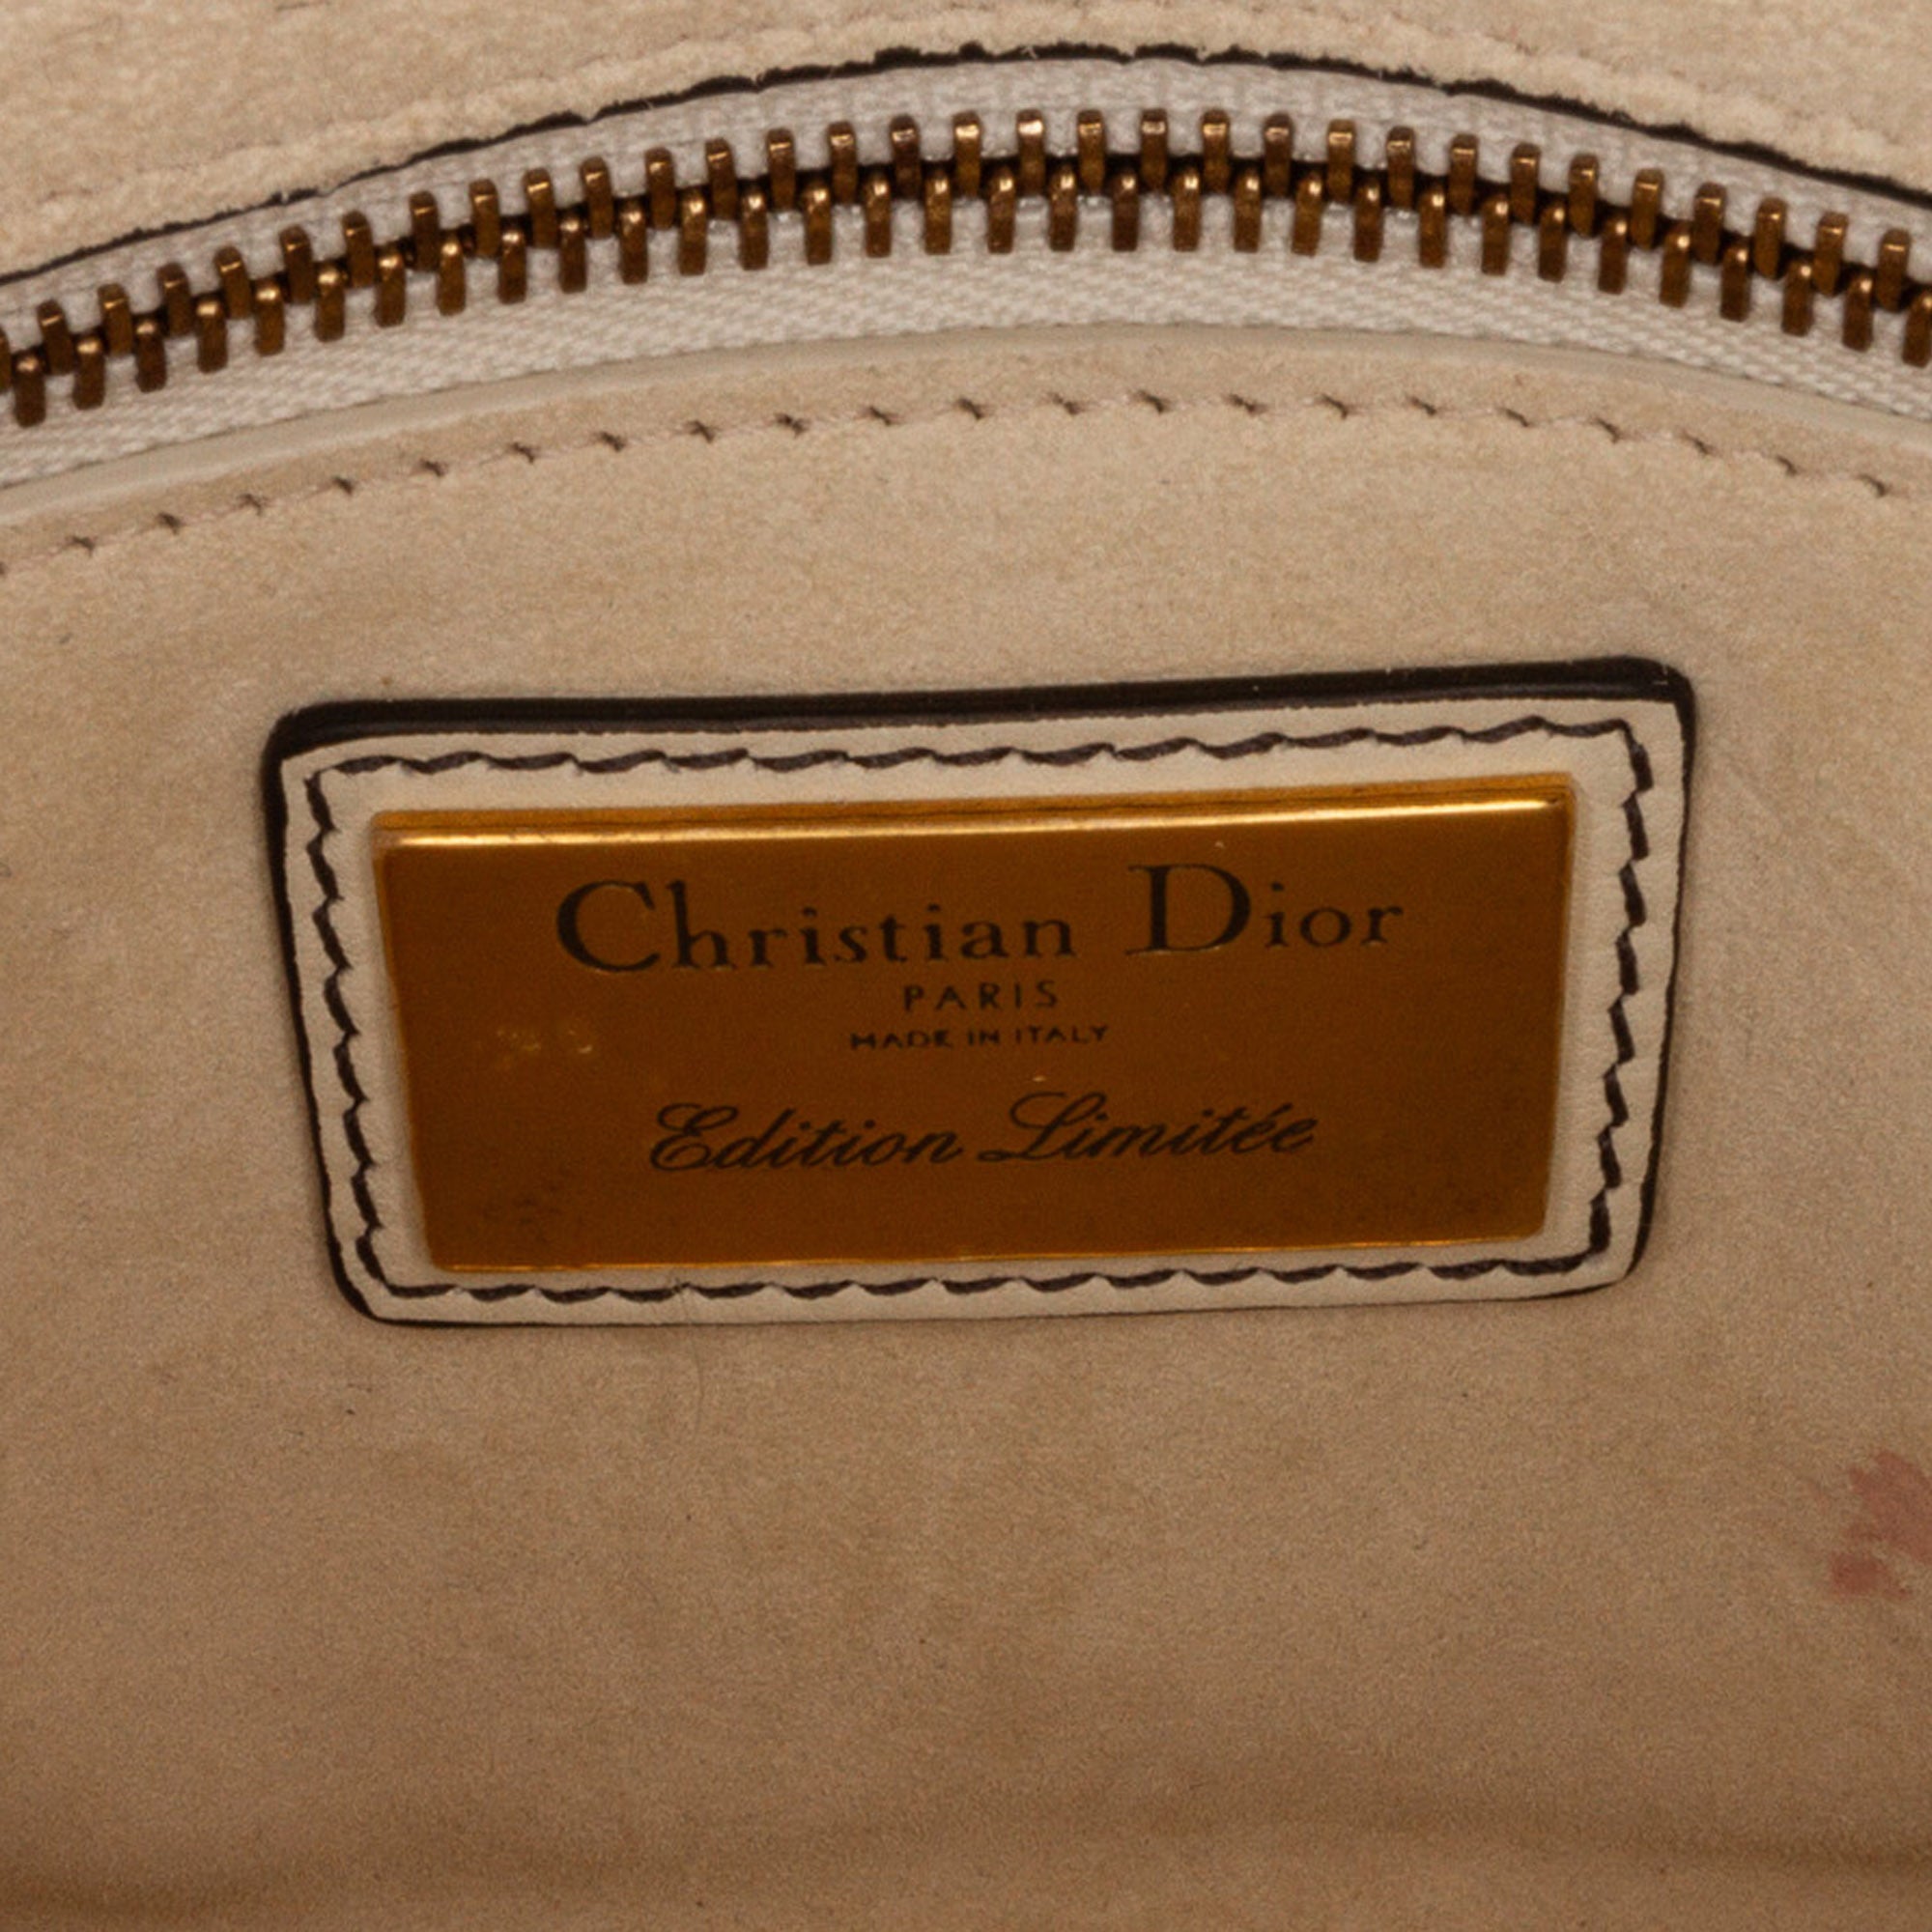 Christian Dior
PARIS
MADE IN ITALY
Edition Limitée